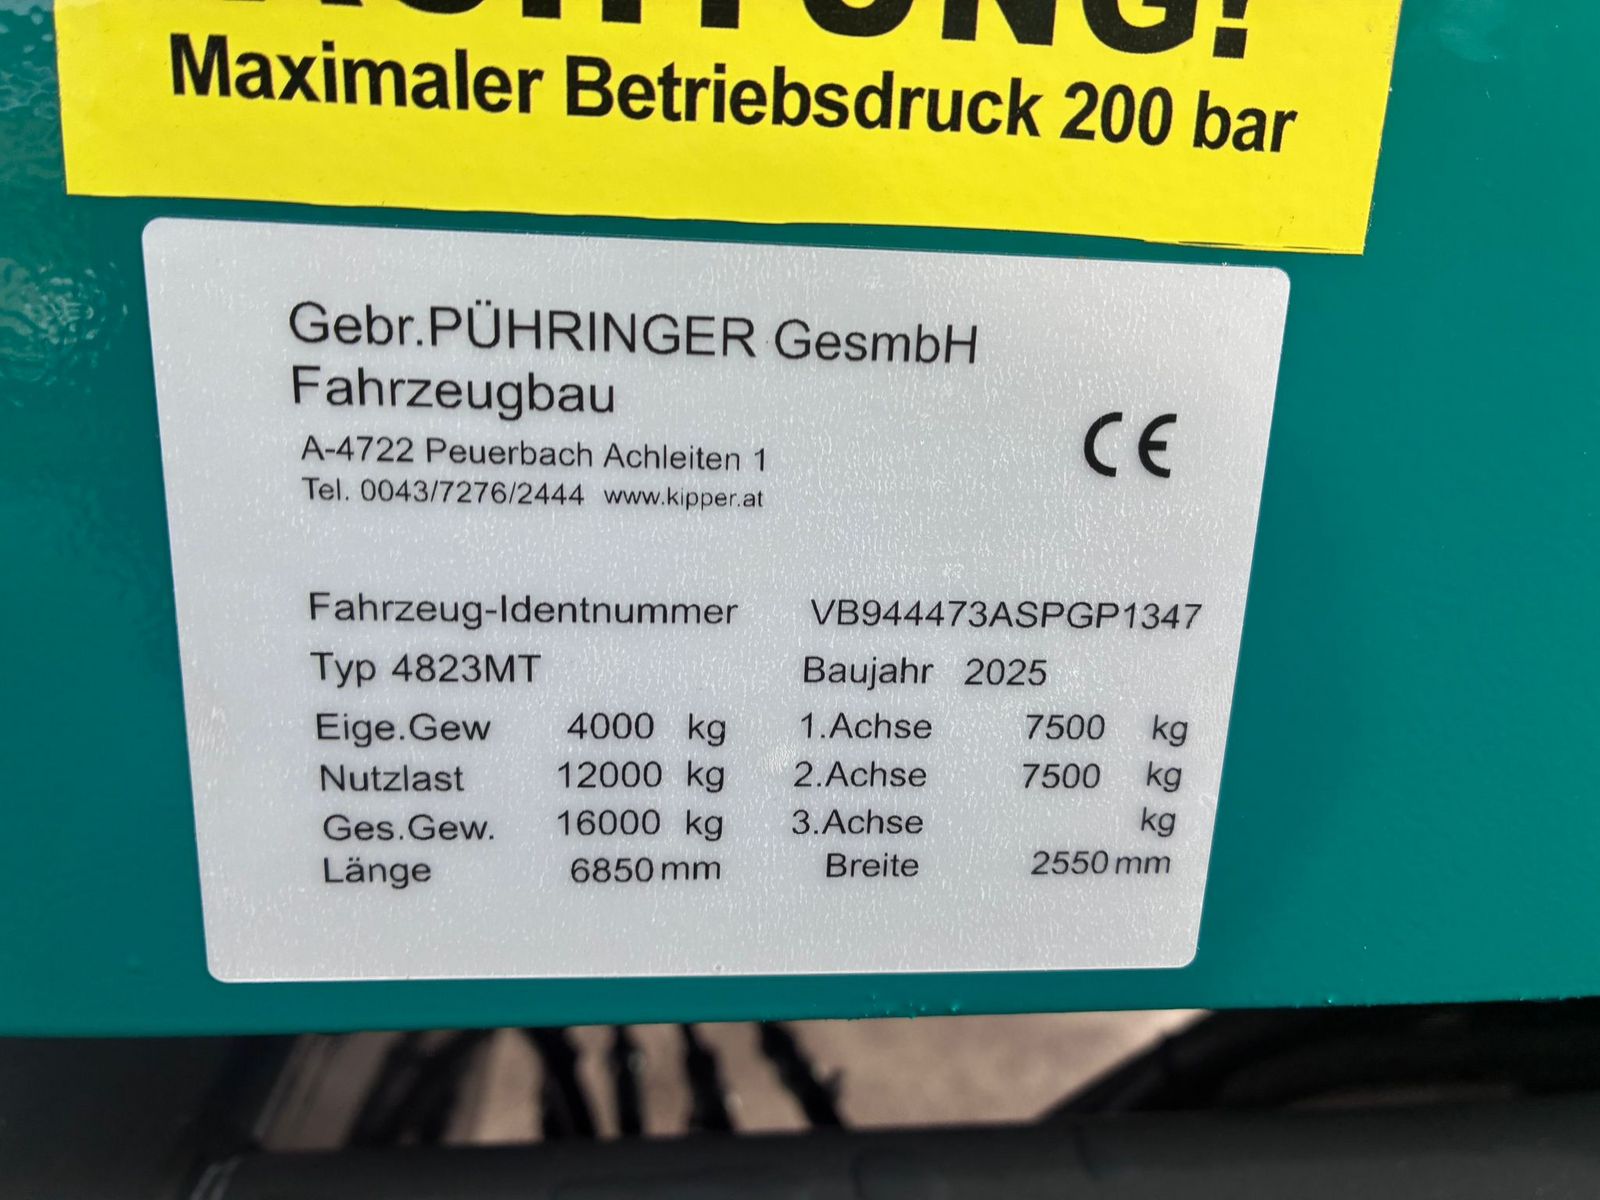 ACHTUNG!
Maximaler Betriebsdruck 200 bar
Gebr.PÜHRINGER GesmbH
Fahrzeugbau
A-4722 Peuerbach Achleiten 1
Tel. 0043/7276/2444 www.kipper.at
CE
Fahrzeug-Identnummer VB944473ASPGP1347
Typ 4823MT Baujahr 2025
Eige.Gew 4000 kg 1.Achse 7500 kg
Nutzlast 12000 kg 2.Achse 7500 kg
Ges.Gew. 16000 kg 3.Achse kg
Länge 6850 mm Breite 2550 mm